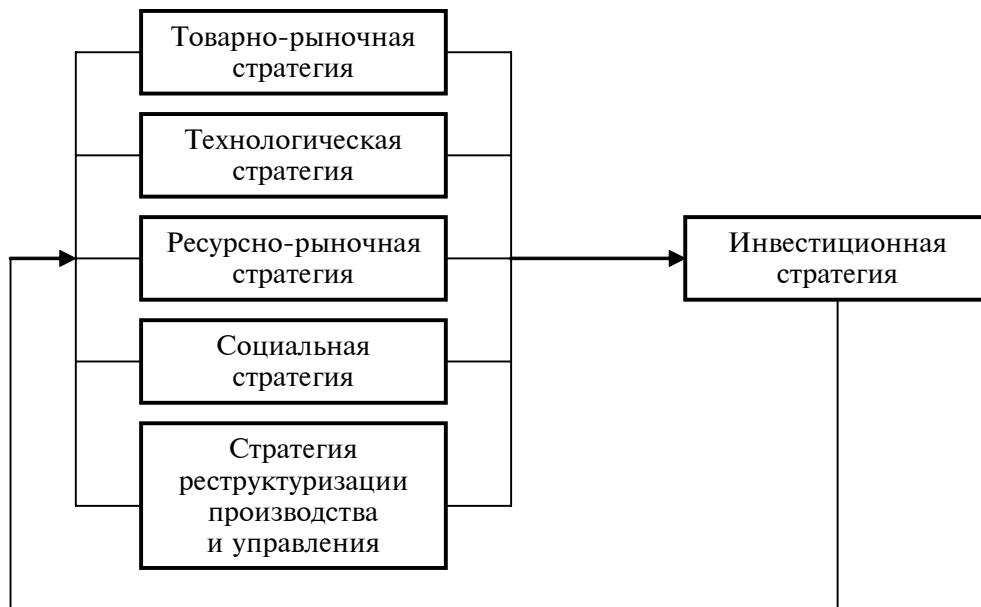 Товарно-рыночная
стратегия
Технологическая
стратегия
Ресурсно-рыночная
стратегия
Социальная
стратегия
Стратегия
реструктуризации
производства
и управления
Инвестиционная
стратегия